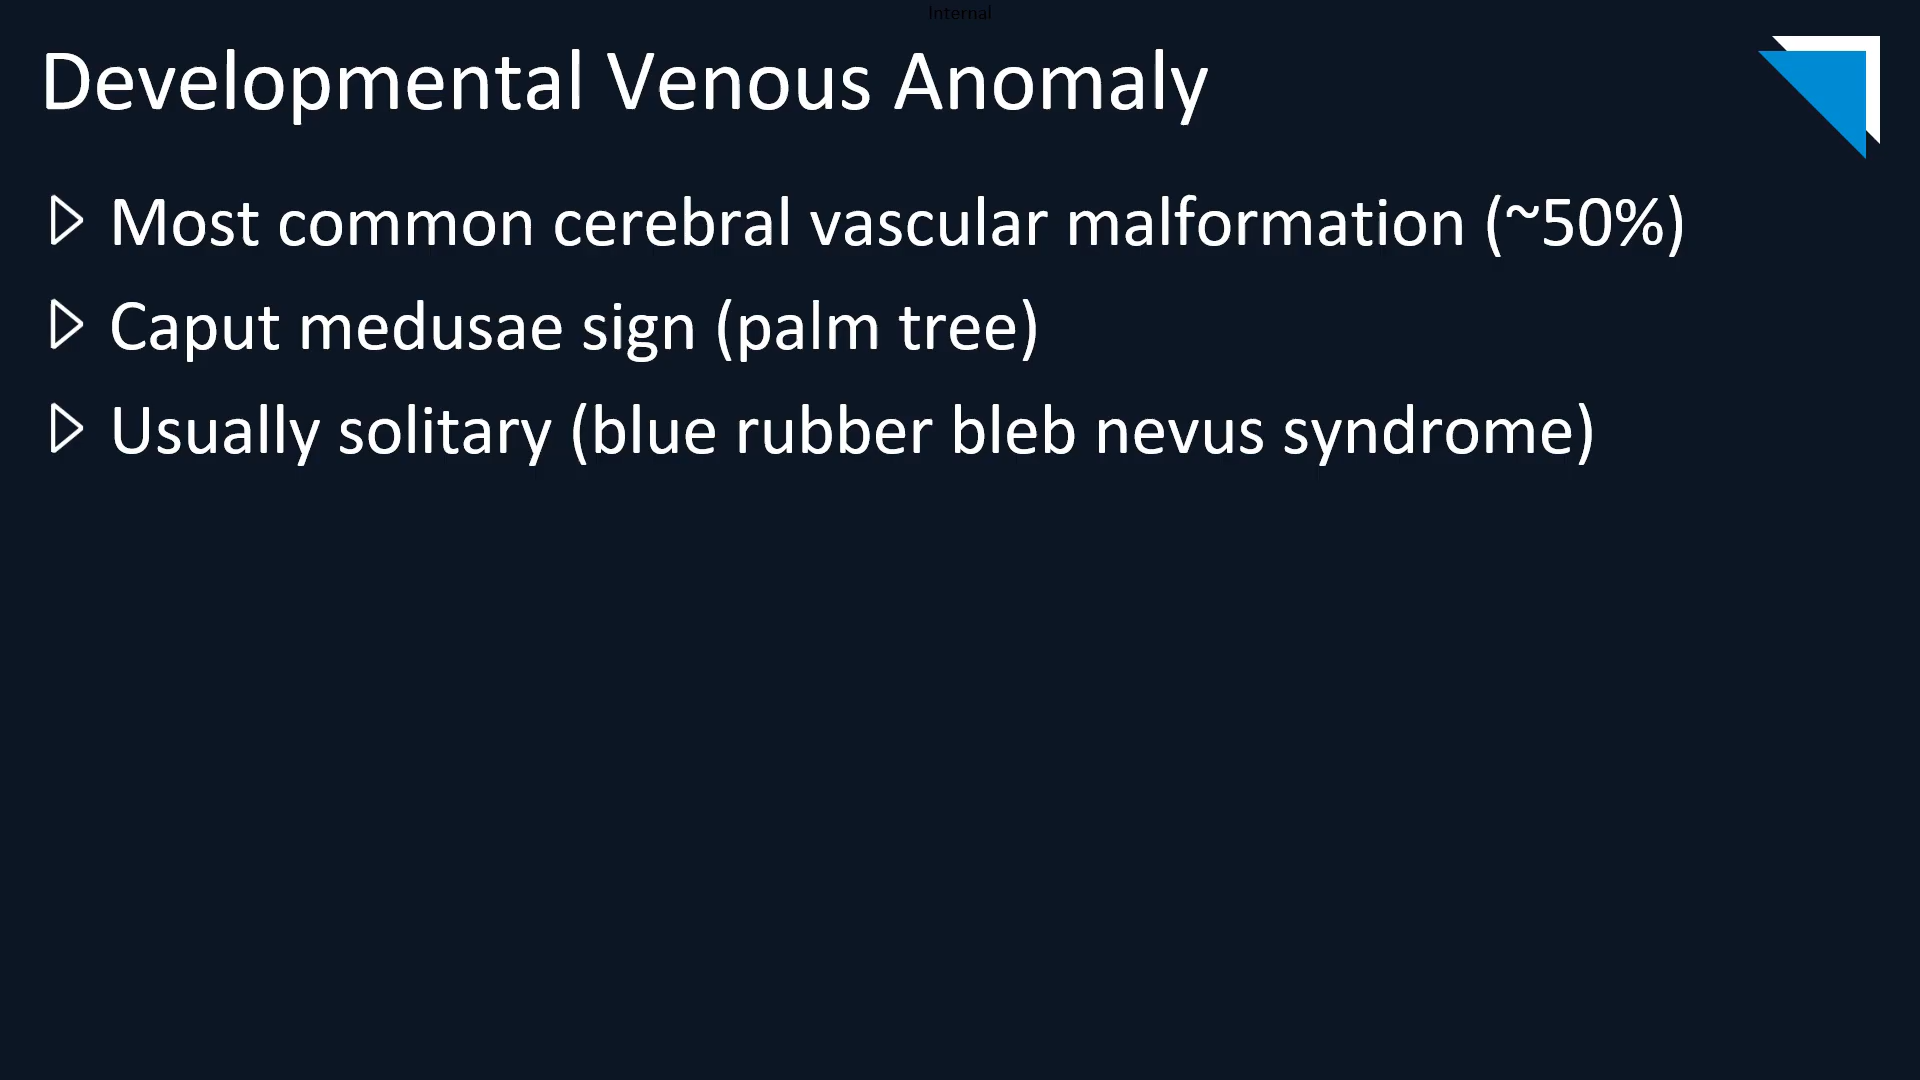 Internal
Developmental Venous Anomaly
Most common cerebral vascular malformation (~50%)
Caput medusae sign (palm tree)
Usually solitary (blue rubber bleb nevus syndrome)